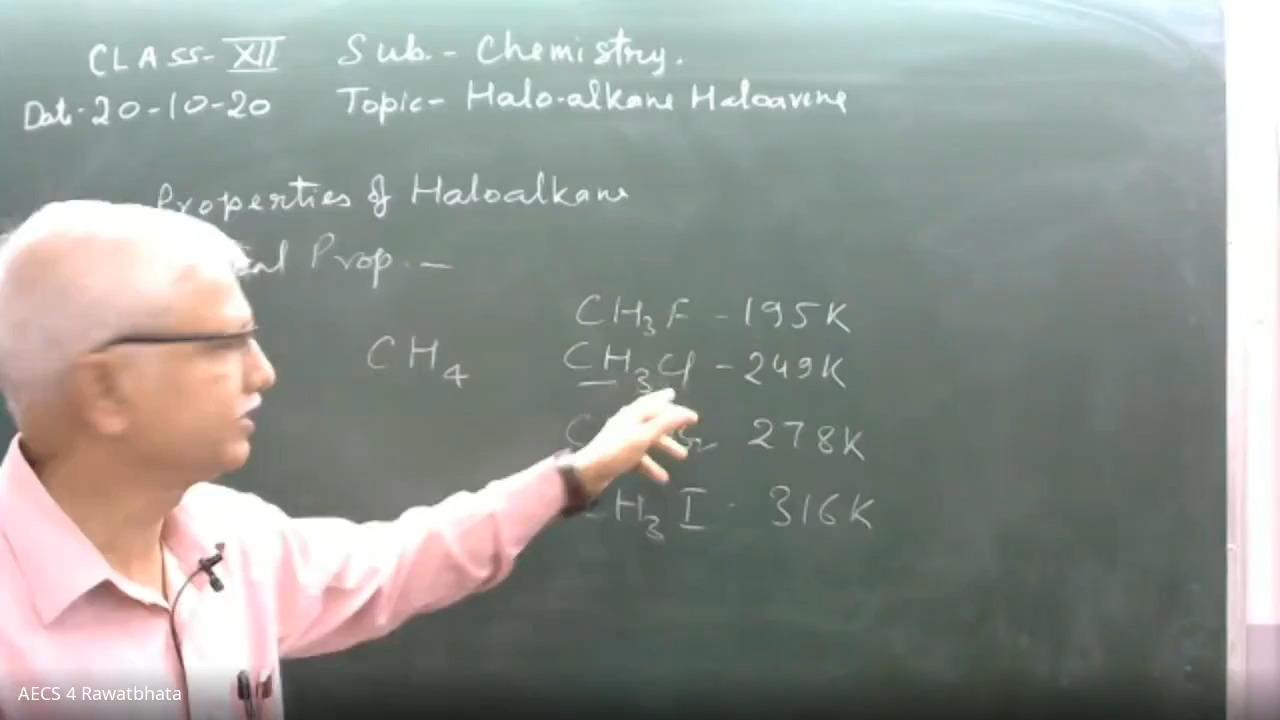 CLASS- XII Sub.- Chemistry.
Date.20-10-20 Topic- Halo-alkane Haloarene
Properties of Haloalkane
Prop. —
CH3F - 195K
CH4 CH3Cl - 249K
278K
H3I - 316K
AECS 4 Rawatbhata